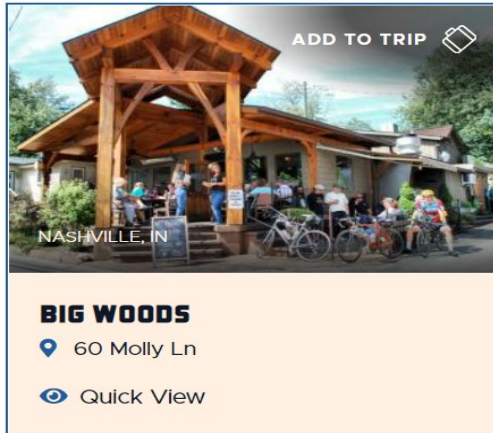 ADD TO TRIP
NASHVILLE, IN
BIG WOODS
60 Molly Ln
Quick View